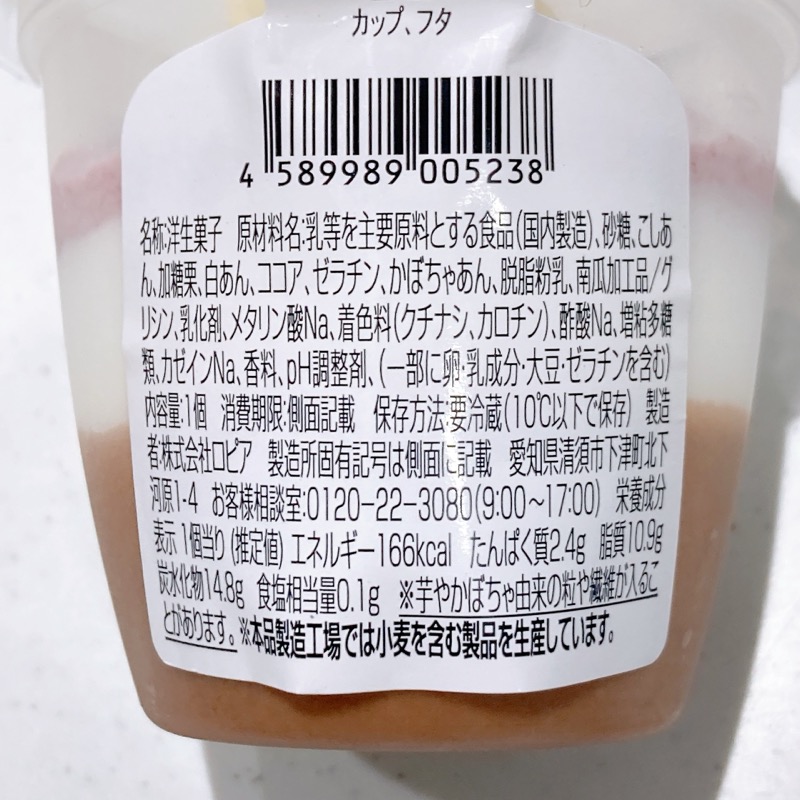 カップ、フタ
4 589989 005238
名称:洋生菓子 原材料名:乳等を主要原料とする食品(国内製造)、砂糖、こしあ
ん、加糖栗、白あん、ココア、ゼラチン、かぼちゃあん、脱脂粉乳、南瓜加工品/グ
リシン、乳化剤、メタリン酸Na、着色料(クチナシ、カロチン)、酢酸Na、増粘多糖
類、カゼインNa、香料、pH調整剤、(一部に卵・乳成分・大豆・ゼラチンを含む)
内容量:1個 消費期限:側面記載 保存方法:要冷蔵(10℃以下で保存) 製造
者:株式会社ロピア 製造所固有記号は側面に記載 愛知県清須市下津町北下
河原1-4 お客様相談室:0120-22-3080(9:00~17:00) 栄養成分
表示 1個当り(推定値) エネルギー166kcal たんぱく質2.4g 脂質10.9g
炭水化物14.8g 食塩相当量0.1g ※芋やかぼちゃ由来の粒や繊維が入るこ
とがあります。※本品製造工場では小麦を含む製品を生産しています。